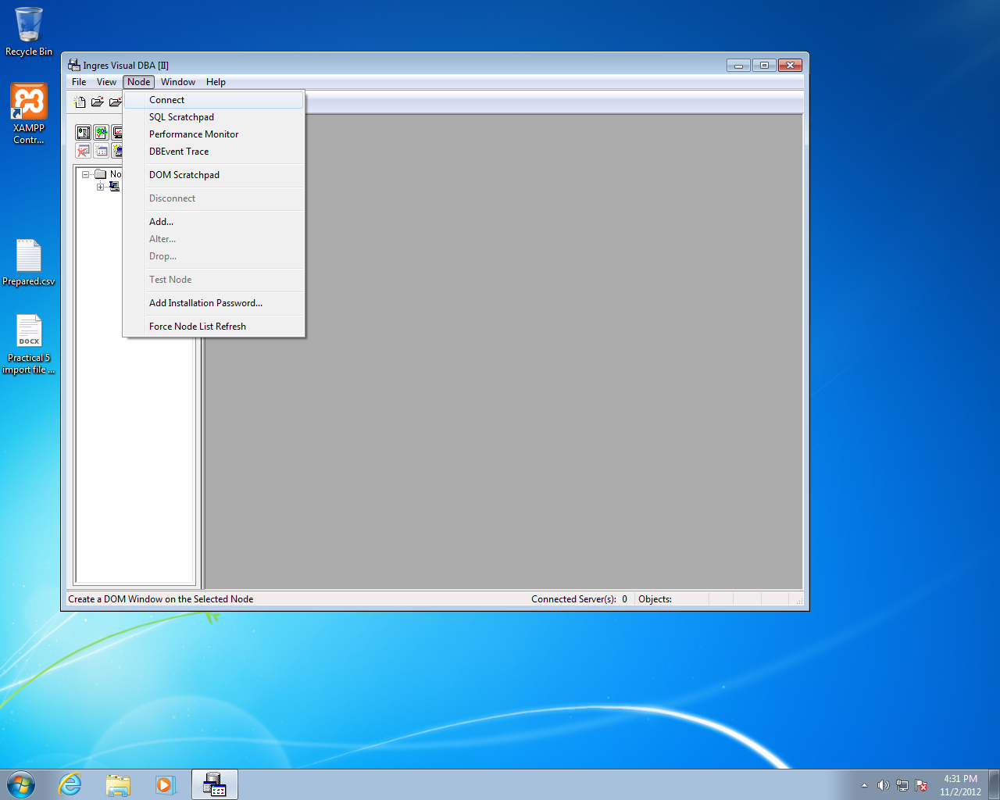 Recycle Bin
XAMPP
Contr...
Prepared.csv
DOCX
Practical 5
import file ...
Ingres Visual DBA [II]
File View Node Window Help
Connect
SQL Scratchpad
Performance Monitor
DBEvent Trace
DOM Scratchpad
Disconnect
Add...
Alter...
Drop...
Test Node
Add Installation Password...
Force Node List Refresh
SQL
No
Create a DOM Window on the Selected Node
Connected Server(s): 0 Objects:
4:31 PM
11/2/2012